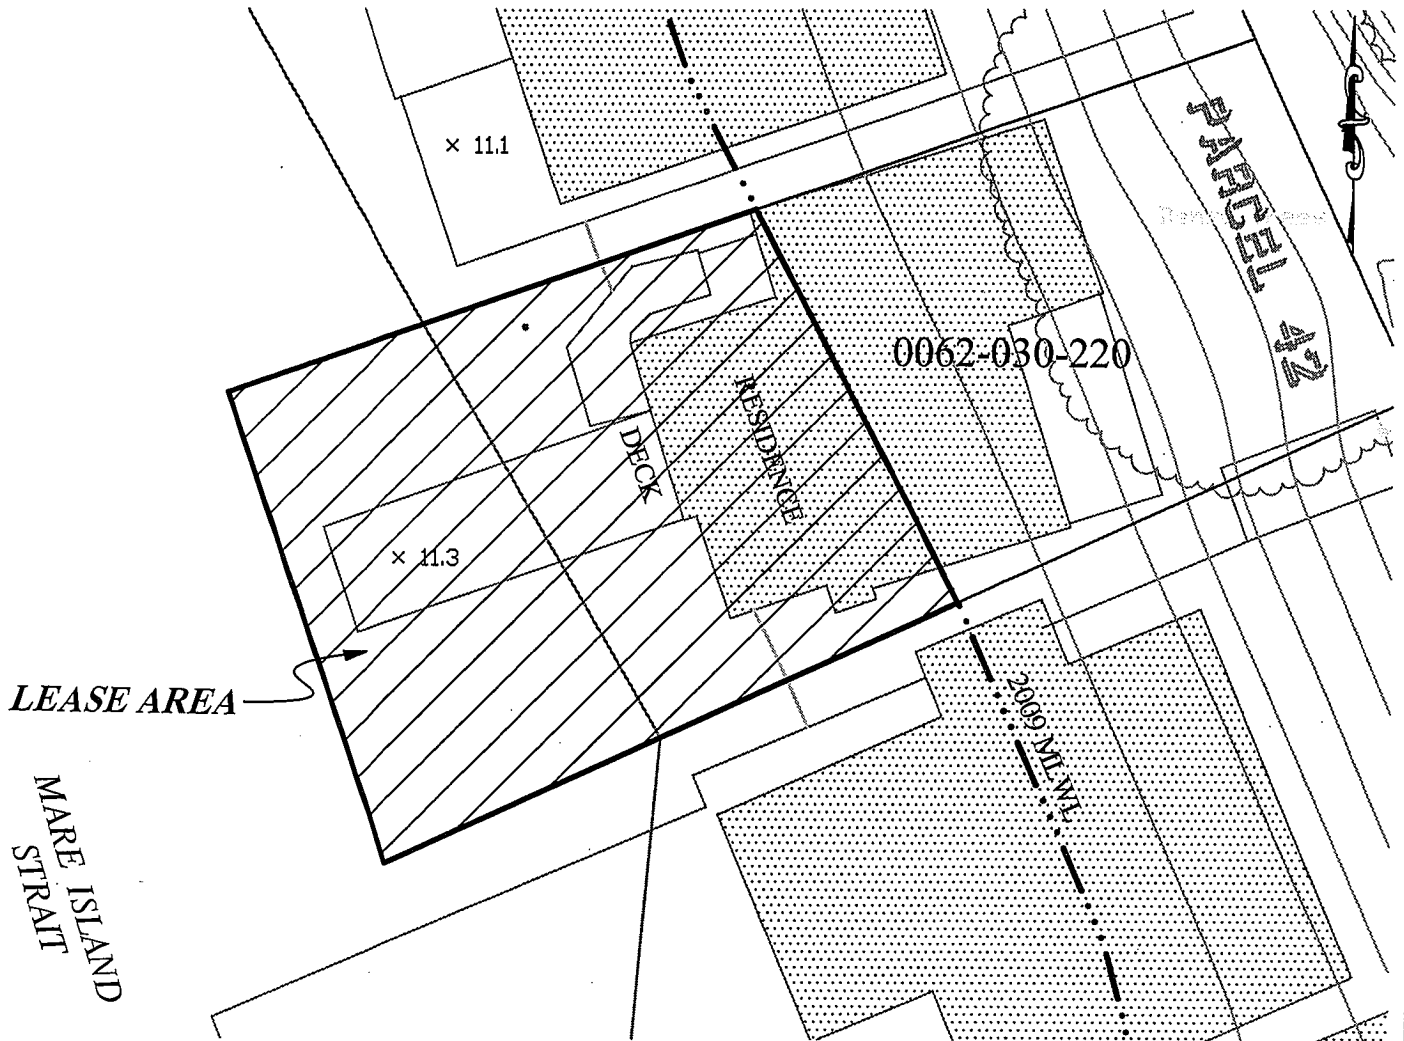 × 11.1
PARCEL 42
0062-030-220
RESIDENCE
DECK
× 11.3
LEASE AREA
2009 MLWL
MARE ISLAND
STRAIT